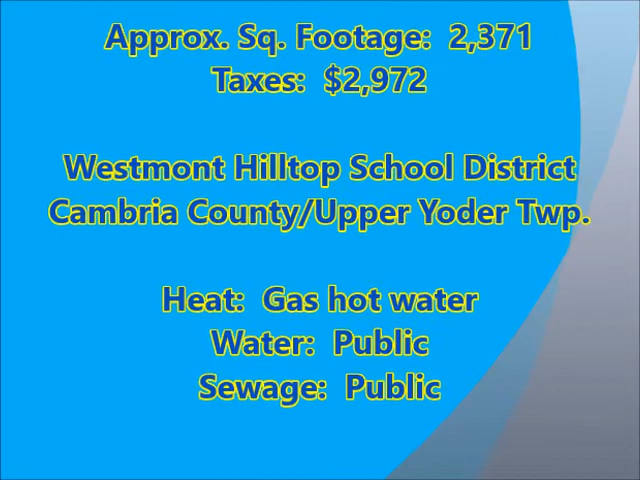 Approx. Sq. Footage:  2,371
Taxes:  $2,972
Westmont Hilltop School District
Cambria County/Upper Yoder Twp.
Heat:  Gas hot water
Water:  Public
Sewage:  Public